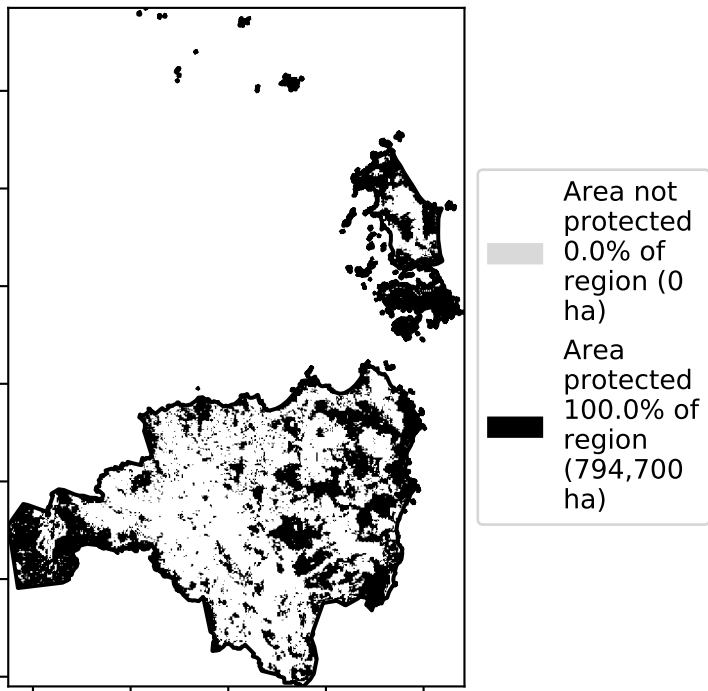 Area not
protected
0.0% of
region (0
ha)
Area
protected
100.0% of
region
(794,700
ha)